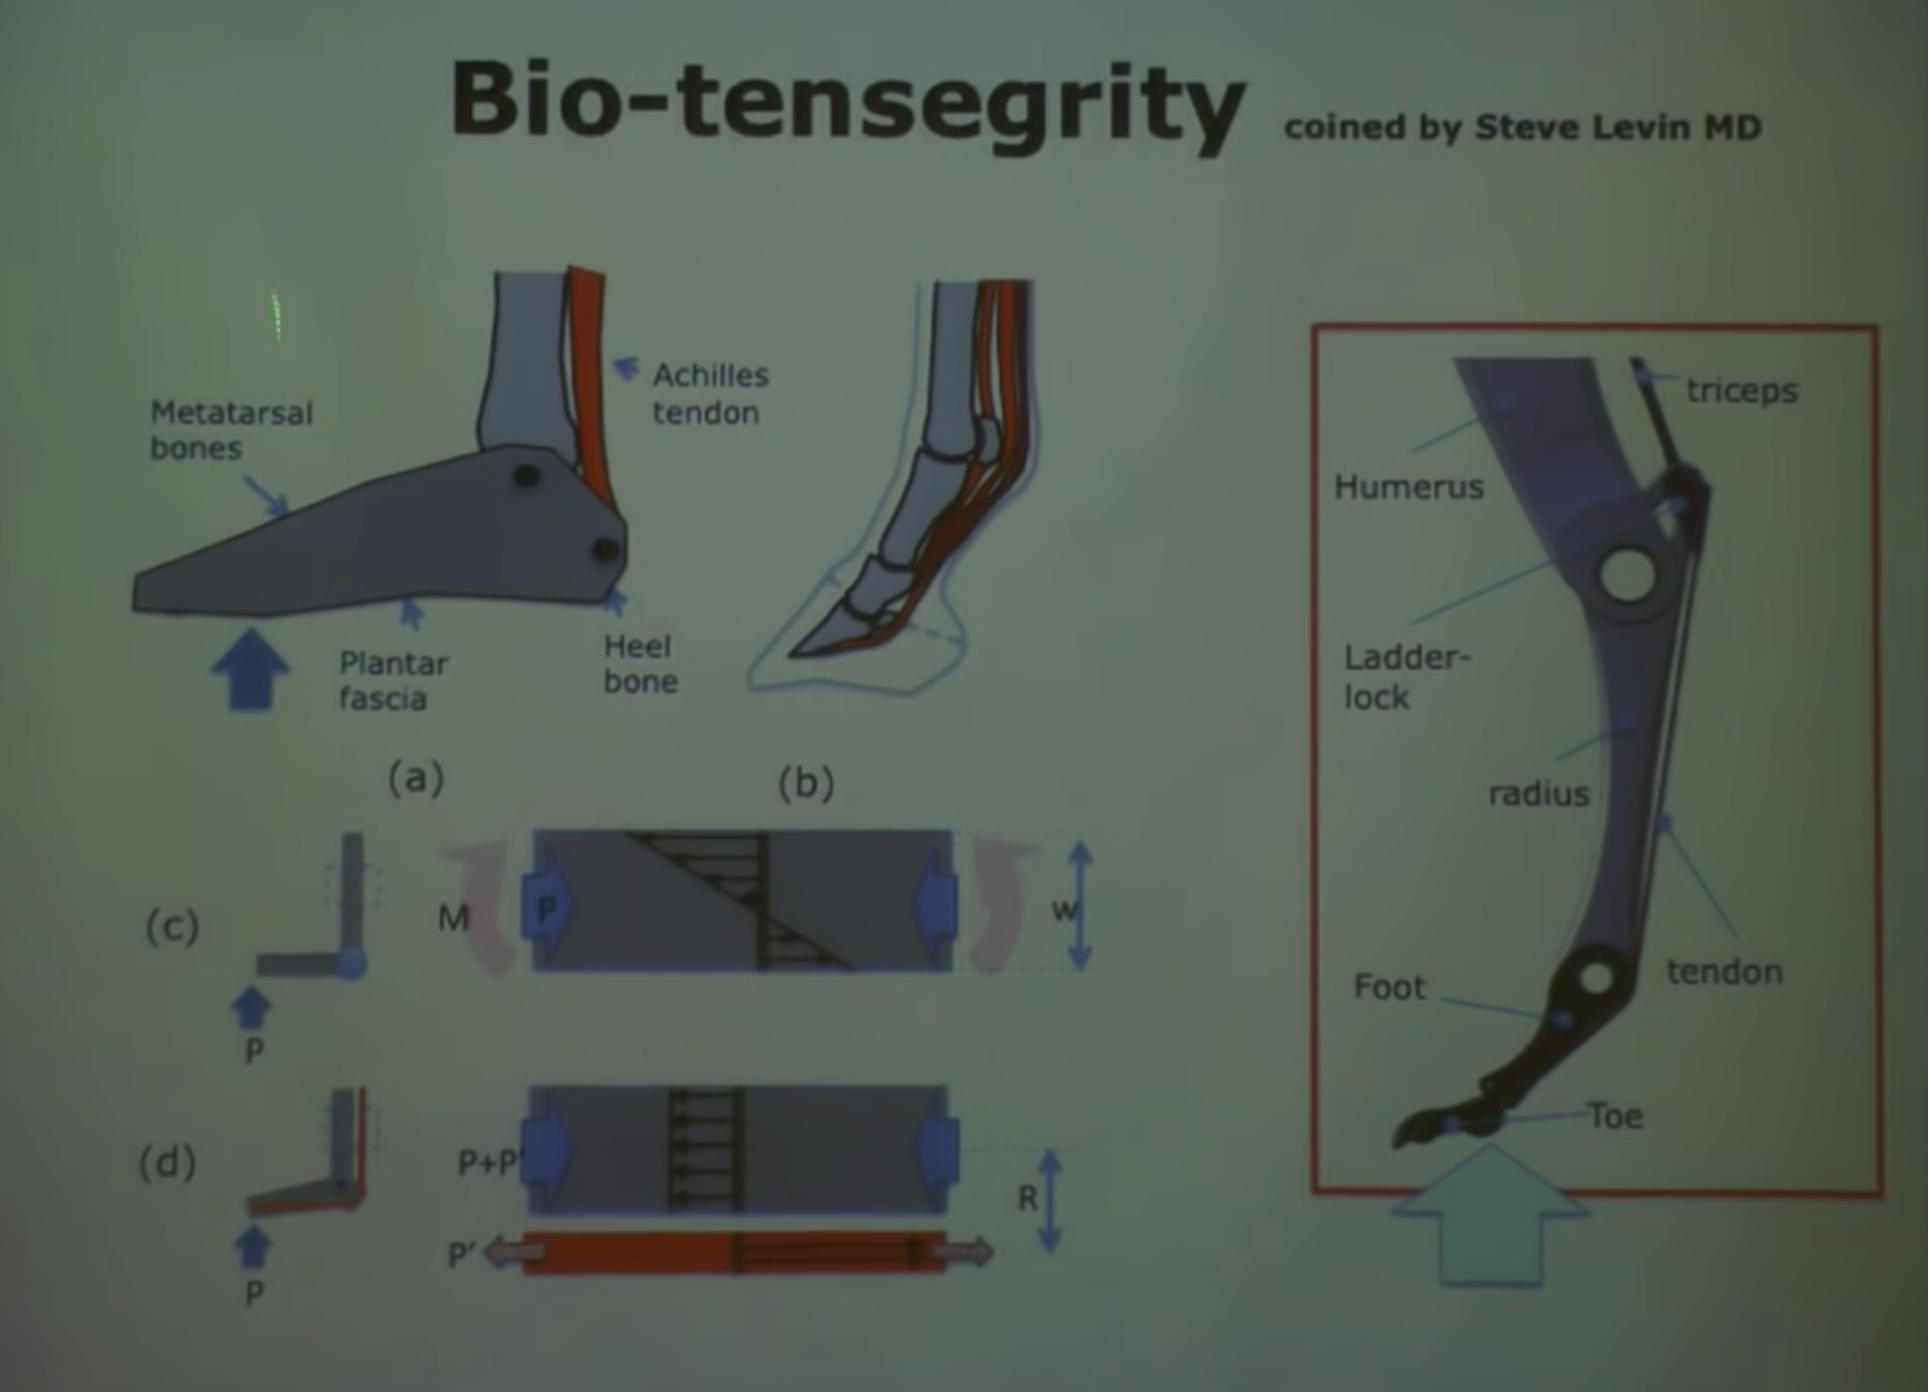 Bio-tensegrity coined by Steve Levin MD
Metatarsal
bones
Achilles
tendon
Plantar
fascia
Heel
bone
(a)
(b)
(c)
P
M
P
w
(d)
P
P+P'
P'
R
triceps
Humerus
Ladder-
lock
radius
tendon
Foot
Toe